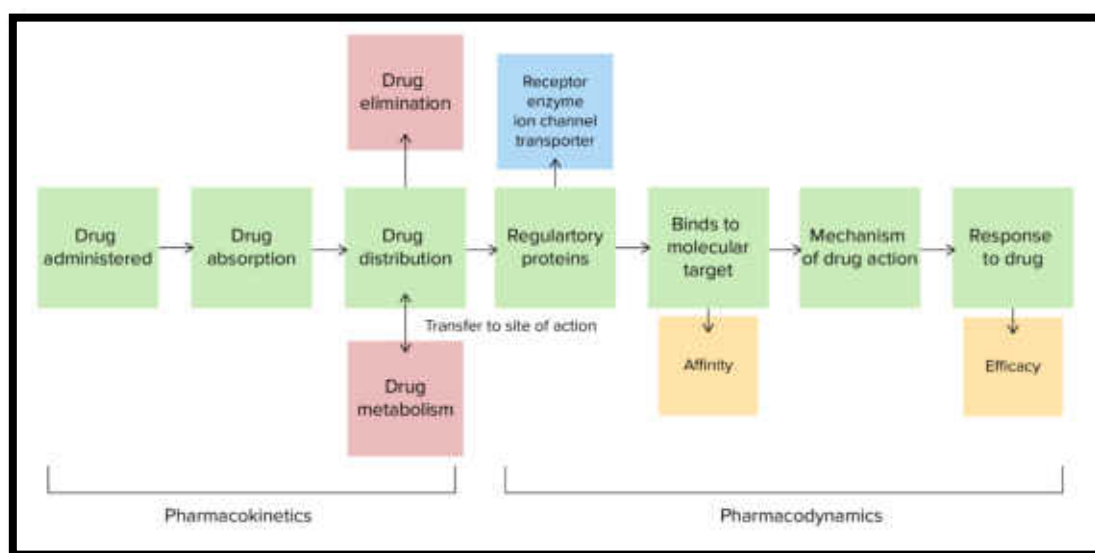 Drug
elimination
Receptor
enzyme
ion channel
transporter
Drug
administered
Drug
absorption
Drug
distribution
Regulartory
proteins
Binds to
molecular
target
Mechanism
of drug action
Response
to drug
Transfer to site of action
Drug
metabolism
Affinity
Efficacy
Pharmacokinetics
Pharmacodynamics